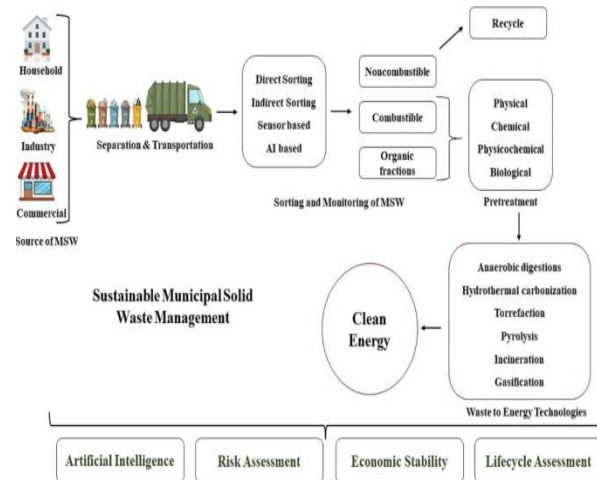 Household
Industry
Commercial
Source of MSW
Separation & Transportation
Direct Sorting
Indirect Sorting
Sensor based
AI based
Noncombustible
Combustible
Organic
fractions
Sorting and Monitoring of MSW
Recycle
Physical
Chemical
Physicochemical
Biological
Pretreatment
Anaerobic digestions
Hydrothermal carbonization
Torrefaction
Pyrolysis
Incineration
Gasification
Waste to Energy Technologies
Clean
Energy
Sustainable Municipal Solid
Waste Management
Artificial Intelligence
Risk Assessment
Economic Stability
Lifecycle Assessment